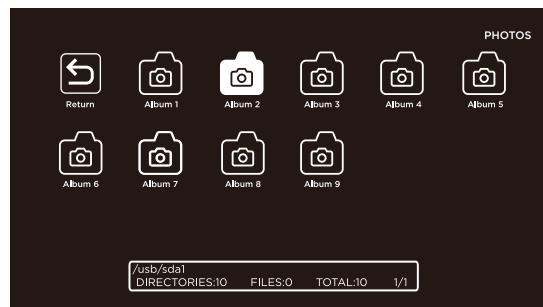 PHOTOS
Return Album 1 Album 2 Album 3 Album 4 Album 5
Album 6 Album 7 Album 8 Album 9
/usb/sda1
DIRECTORIES:10 FILES:0 TOTAL:10 1/1